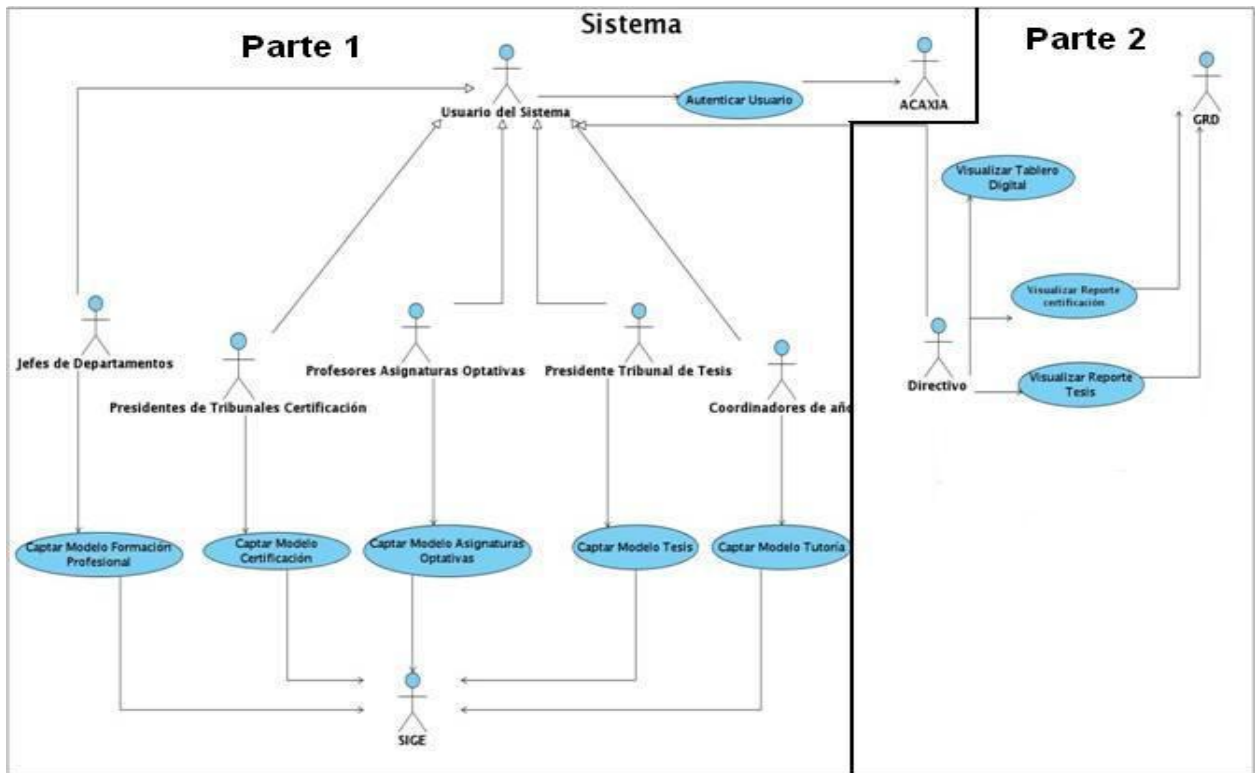 Sistema
Parte 1
Parte 2
Usuario del Sistema
Autenticar Usuario
ACAXIA
GRD
Visualizar Tablero
Digital
Visualizar Reporte
certificación
Visualizar Reporte
Tesis
Directivo
Jefes de Departamentos
Presidentes de Tribunales Certificación
Profesores Asignaturas Optativas
Presidente Tribunal de Tesis
Coordinadores de año
Captar Modelo Formación
Profesional
Captar Modelo
Certificación
Captar Modelo Asignaturas
Optativas
Captar Modelo Tesis
Captar Modelo Tutoría
SIGE